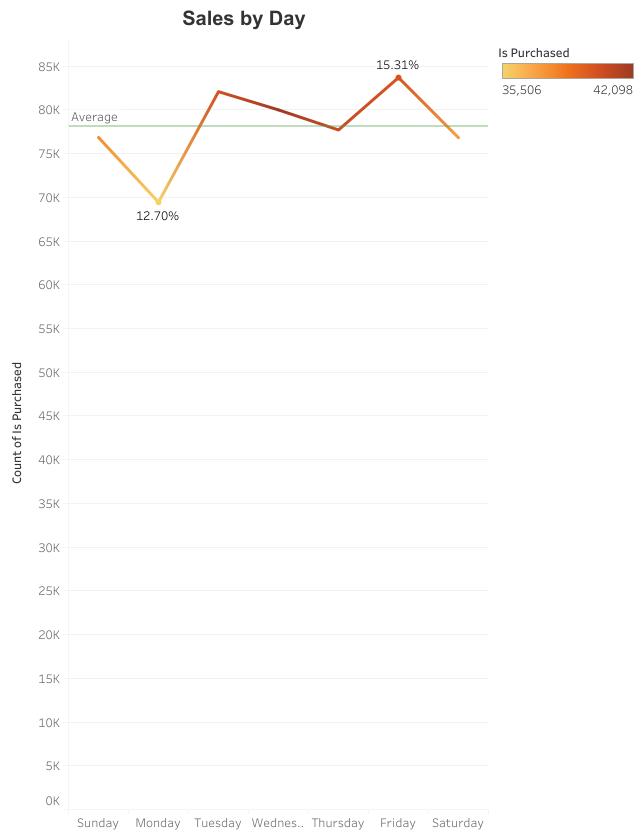 Sales by Day
Is Purchased
35,506 42,098
85K
80K
75K
70K
65K
60K
55K
50K
45K
40K
35K
30K
25K
20K
15K
10K
5K
0K
Count of Is Purchased
Average
15.31%
12.70%
Sunday Monday Tuesday Wednes.. Thursday Friday Saturday